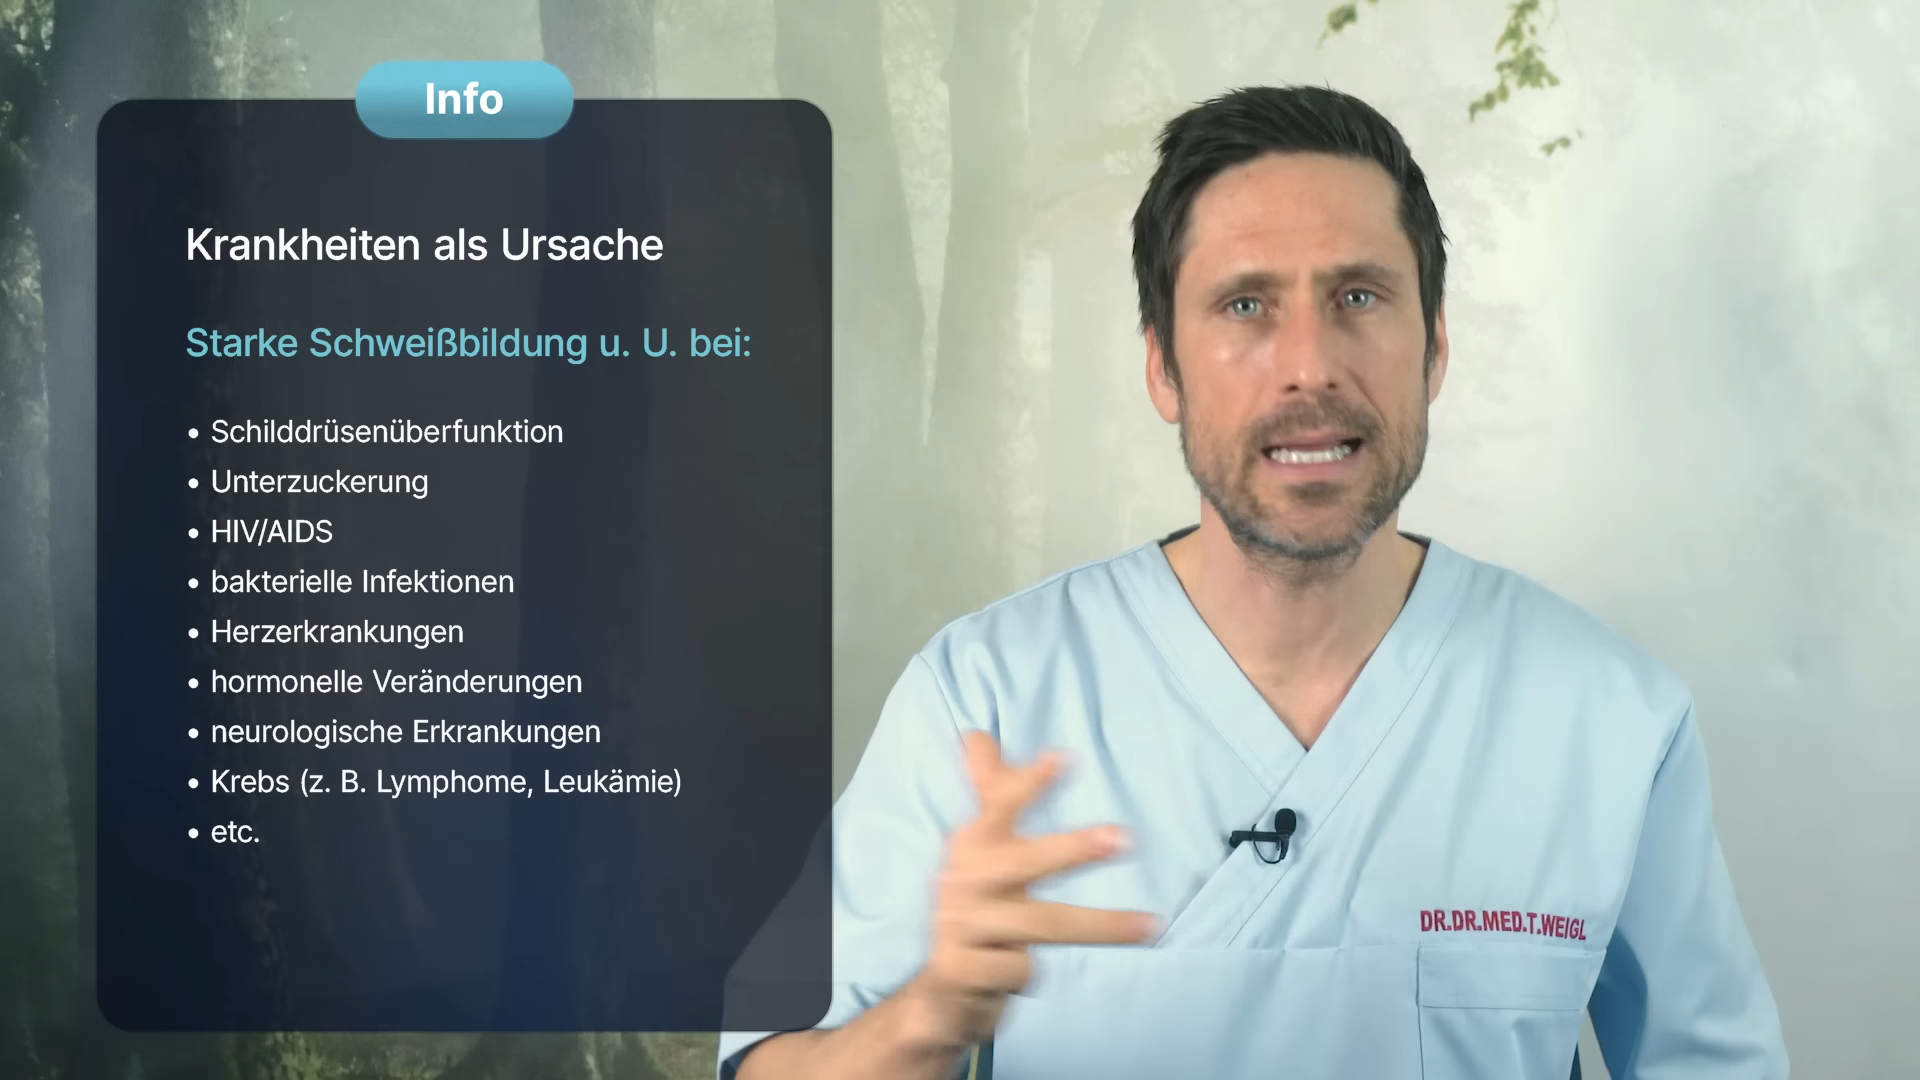 Info
Krankheiten als Ursache
Starke Schweißbildung u. U. bei:
• Schilddrüsenüberfunktion
• Unterzuckerung
• HIV/AIDS
• bakterielle Infektionen
• Herzerkrankungen
• hormonelle Veränderungen
• neurologische Erkrankungen
• Krebs (z. B. Lymphome, Leukämie)
• etc.
DR.DR.MED.T.WEIGL